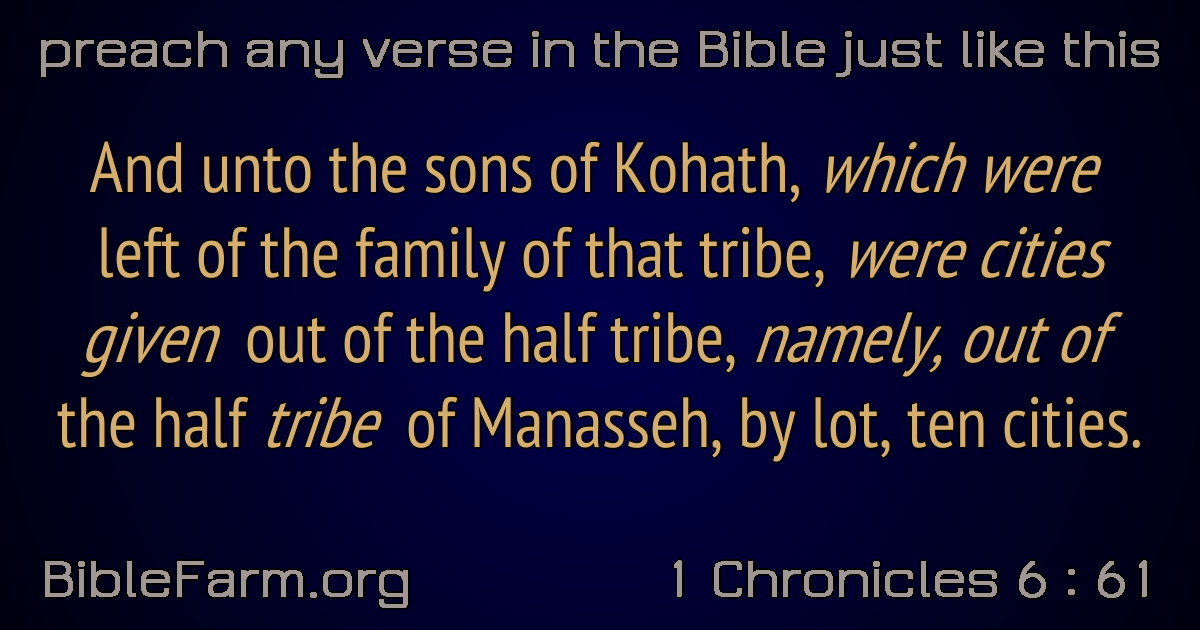 preach any verse in the Bible just like this
And unto the sons of Kohath, which were
left of the family of that tribe, were cities
given out of the half tribe, namely, out of
the half tribe of Manasseh, by lot, ten cities.
BibleFarm.org
1 Chronicles 6 : 61